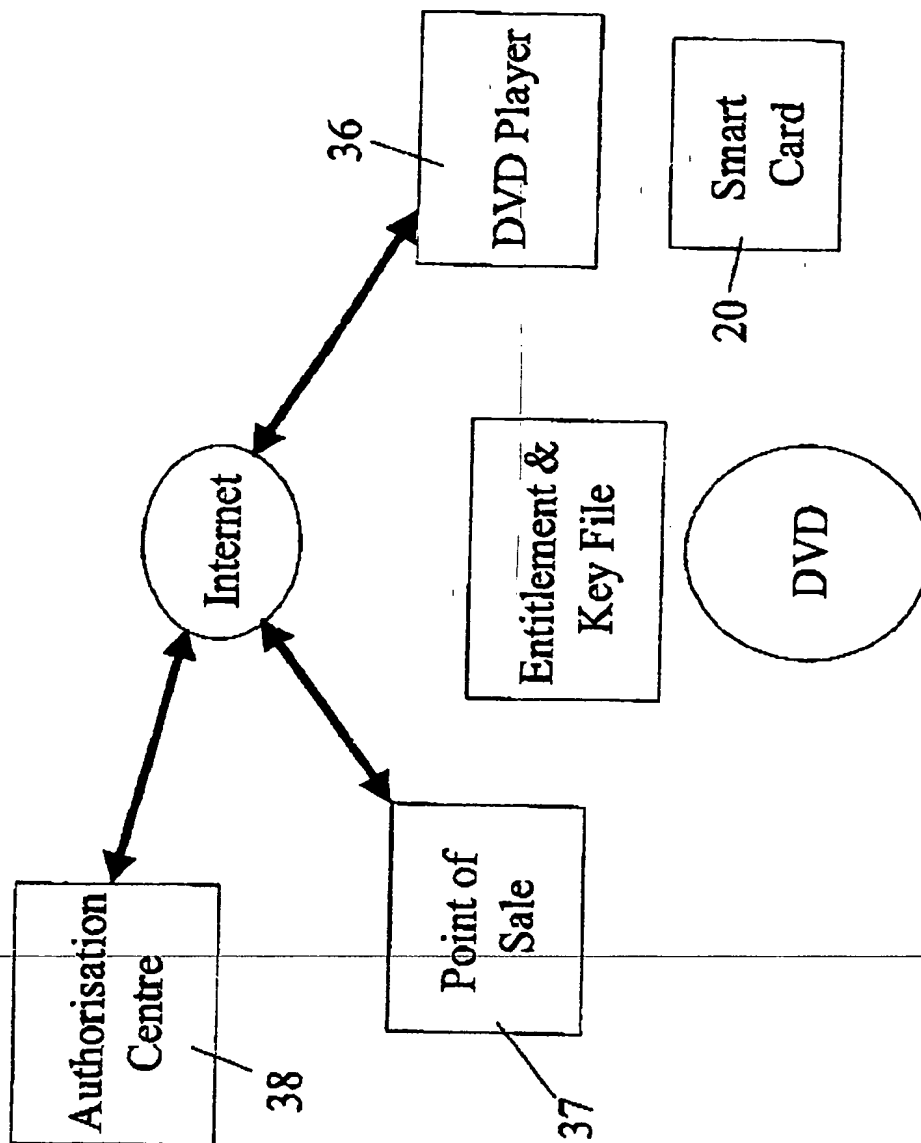 Authorisation
Centre
38
Internet
Point of
Sale
37
Entitlement &
Key File
DVD
36
DVD Player
Smart
Card
20